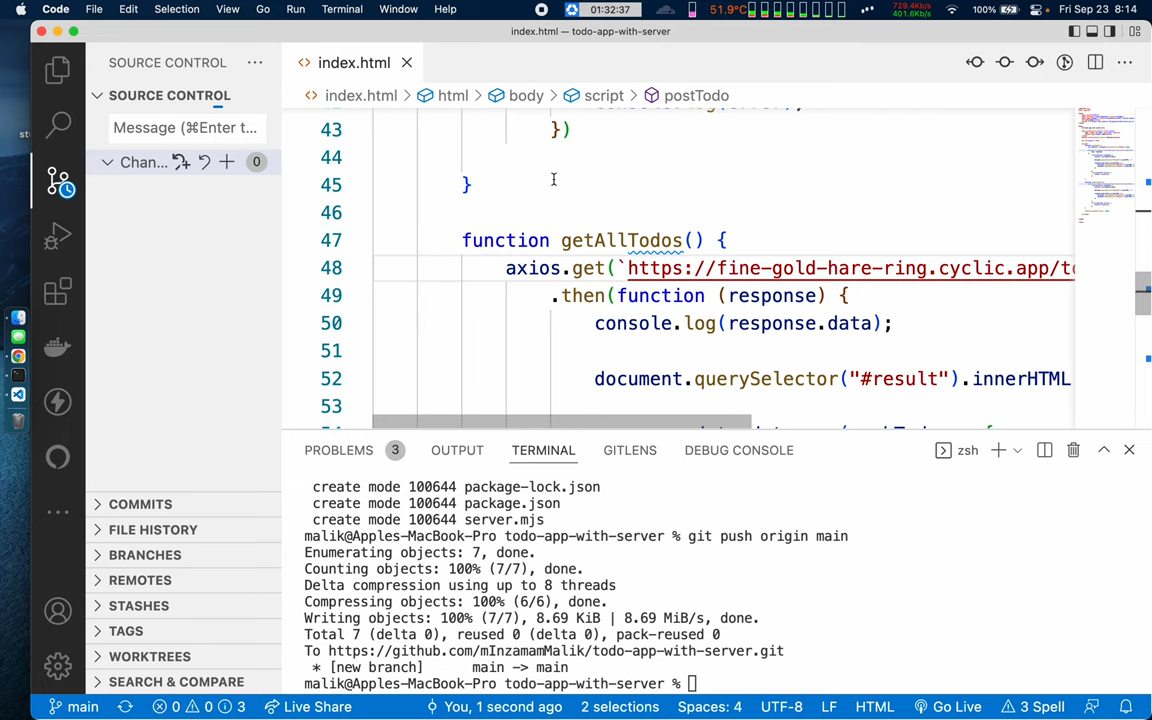 Code File Edit Selection View Go Run Terminal Window Help 01:32:37 51.9°C 729.4Kb/s 401.6Kb/s 100% Fri Sep 23 8:14
index.html — todo-app-with-server
SOURCE CONTROL
index.html
SOURCE CONTROL
index.html > html > body > script > postTodo
Message (⌘Enter t...
43 })
Chan... 0
44
45 }
46
47 function getAllTodos() {
48 axios.get(`https://fine-gold-hare-ring.cyclic.app/to
49 .then(function (response) {
50 console.log(response.data);
51
52 document.querySelector("#result").innerHTML
53
PROBLEMS 3 OUTPUT TERMINAL GITLENS DEBUG CONSOLE zsh
create mode 100644 package-lock.json
create mode 100644 package.json
create mode 100644 server.mjs
malik@Apples-MacBook-Pro todo-app-with-server % git push origin main
Enumerating objects: 7, done.
Counting objects: 100% (7/7), done.
Delta compression using up to 8 threads
Compressing objects: 100% (6/6), done.
Writing objects: 100% (7/7), 8.69 KiB | 8.69 MiB/s, done.
Total 7 (delta 0), reused 0 (delta 0), pack-reused 0
To https://github.com/mInzamamMalik/todo-app-with-server.git
* [new branch] main -> main
malik@Apples-MacBook-Pro todo-app-with-server %
COMMITS
FILE HISTORY
BRANCHES
REMOTES
STASHES
TAGS
WORKTREES
SEARCH & COMPARE
main 0 0 3 Live Share You, 1 second ago 2 selections Spaces: 4 UTF-8 LF HTML Go Live 3 Spell